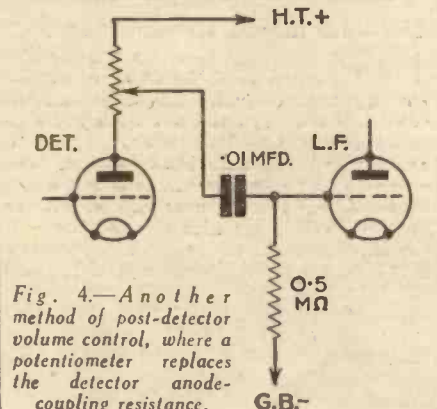 H.T.+
DET.
.01 MFD.
L.F.
0.5
MΩ
G.B.-
Fig. 4.—Another
method of post-detector
volume control, where a
potentiometer replaces
the detector anode-
coupling resistance.